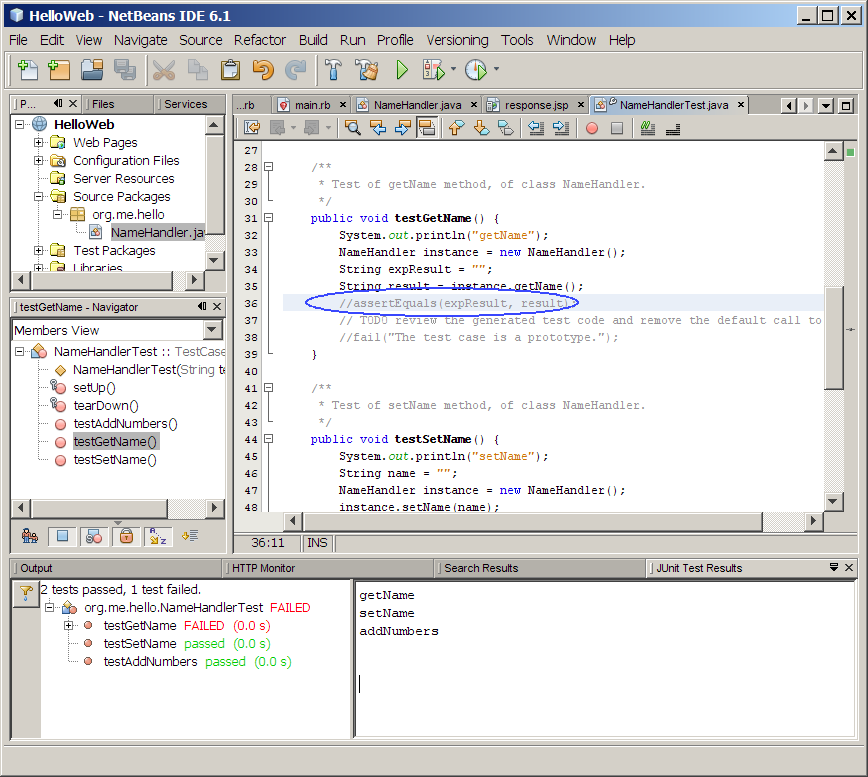 HelloWeb - NetBeans IDE 6.1
File Edit View Navigate Source Refactor Build Run Profile Versioning Tools Window Help
P... Files Services
HelloWeb
Web Pages
Configuration Files
Server Resources
Source Packages
org.me.hello
NameHandler.ja
Test Packages
Libraries
testGetName - Navigator
Members View
NameHandlerTest :: TestCase
NameHandlerTest(String te
setUp()
tearDown()
testAddNumbers()
testGetName()
testSetName()
...rb main.rb NameHandler.java response.jsp NameHandlerTest.java
27
28 /**
29 * Test of getName method, of class NameHandler.
30 */
31 public void testGetName() {
32 System.out.println("getName");
33 NameHandler instance = new NameHandler();
34 String expResult = "";
35 String result = instance.getName();
36 //assertEquals(expResult, result)
37 // TODO review the generated test code and remove the default call to
38 //fail("The test case is a prototype.");
39 }
40
41 /**
42 * Test of setName method, of class NameHandler.
43 */
44 public void testSetName() {
45 System.out.println("setName");
46 String name = "";
47 NameHandler instance = new NameHandler();
48 instance.setName(name);
36:11 INS
Output HTTP Monitor Search Results JUnit Test Results
2 tests passed, 1 test failed.
org.me.hello.NameHandlerTest FAILED
testGetName FAILED (0.0 s)
testSetName passed (0.0 s)
testAddNumbers passed (0.0 s)
getName
setName
addNumbers